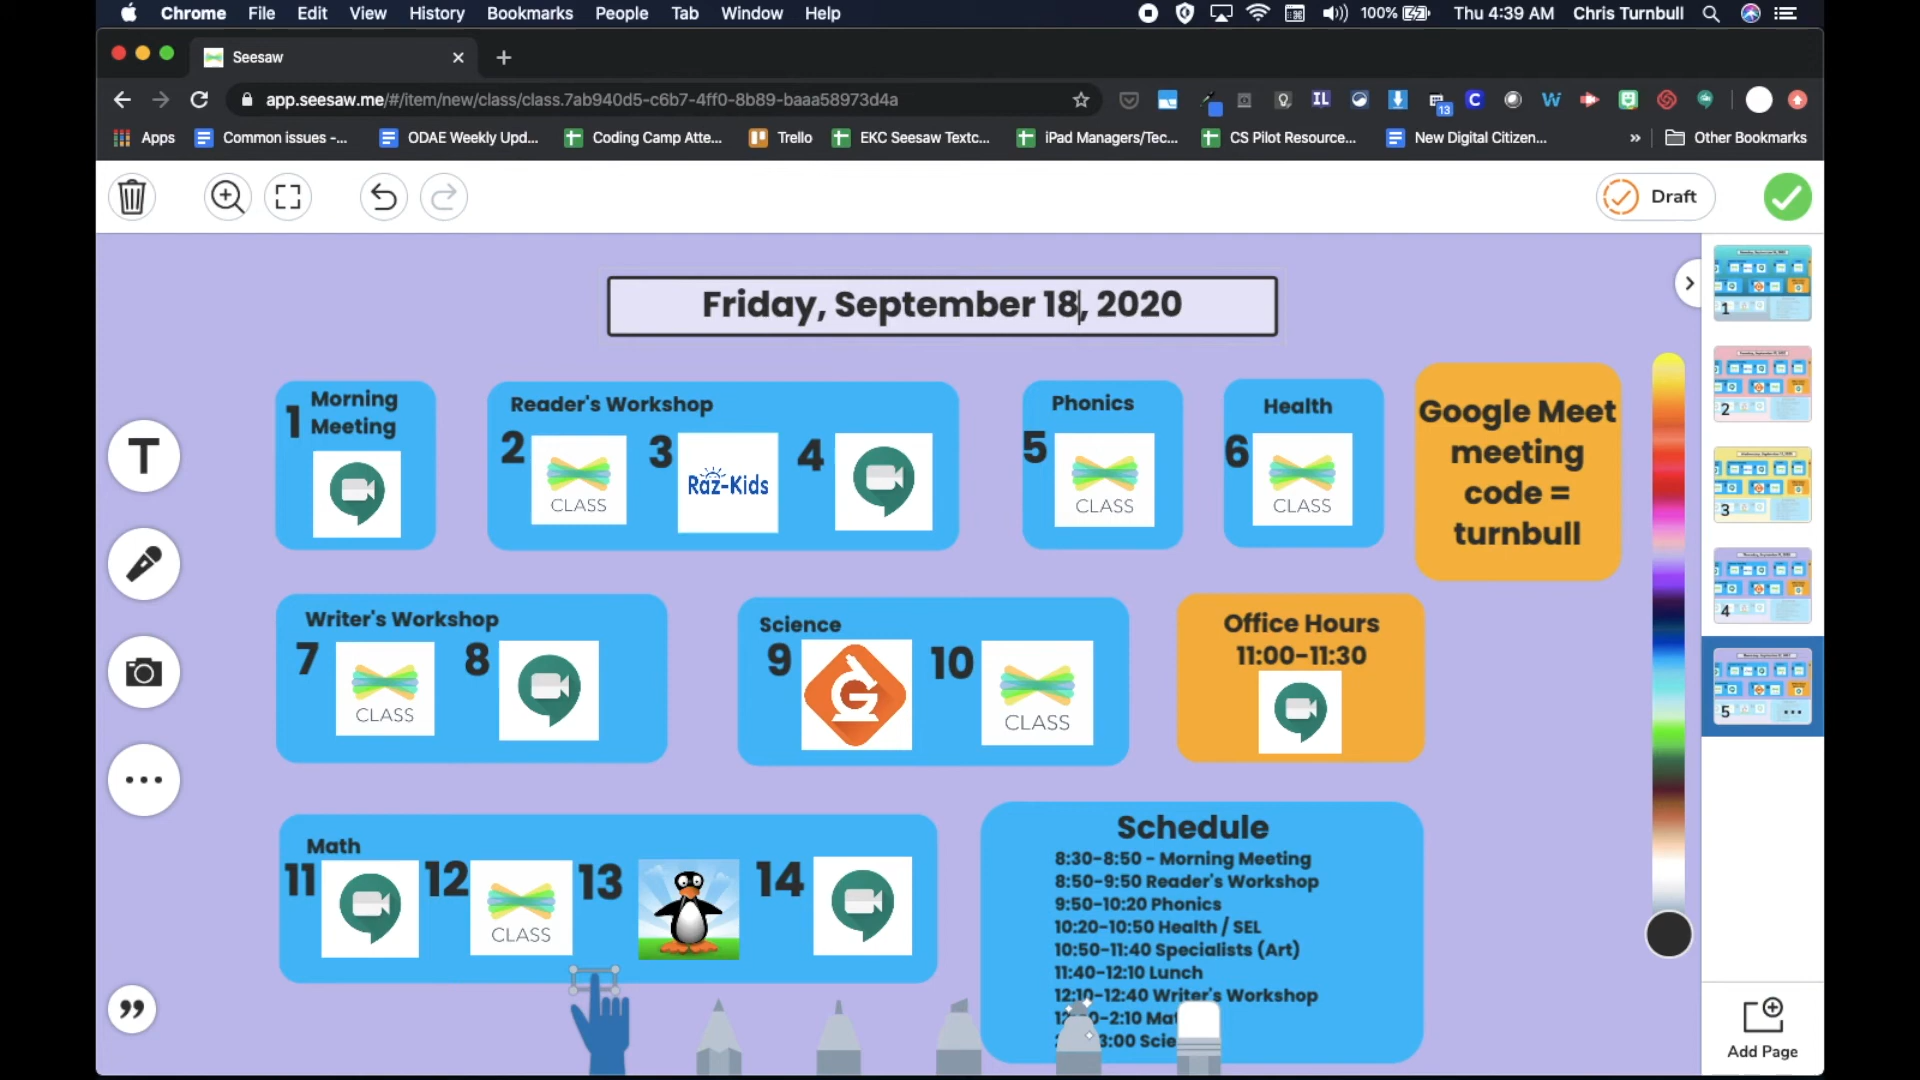 Chrome File Edit View History Bookmarks People Tab Window Help 100% Thu 4:39 AM Chris Turnbull
Seesaw
app.seesaw.me/#/item/new/class/class.7ab940d5-c6b7-4ff0-8b89-baaa58973d4a
Apps Common issues -... ODAE Weekly Upd... Coding Camp Atte... Trello EKC Seesaw Textc... iPad Managers/Tec... CS Pilot Resource... New Digital Citizen... » Other Bookmarks
Draft
Friday, September 18, 2020
1 Morning
Meeting
Reader's Workshop
2 CLASS 3 Raz-Kids 4
Phonics
5 CLASS
Health
6 CLASS
Google Meet
meeting
code =
turnbull
Writer's Workshop
7 CLASS 8
Science
9 G 10 CLASS
Office Hours
11:00-11:30
Math
11 12 CLASS 13 14
Schedule
8:30-8:50 - Morning Meeting
8:50-9:50 Reader's Workshop
9:50-10:20 Phonics
10:20-10:50 Health / SEL
10:50-11:40 Specialists (Art)
11:40-12:10 Lunch
12:10-12:40 Writer's Workshop
-2:10
3:00
T
1
2
3
4
5
Add Page